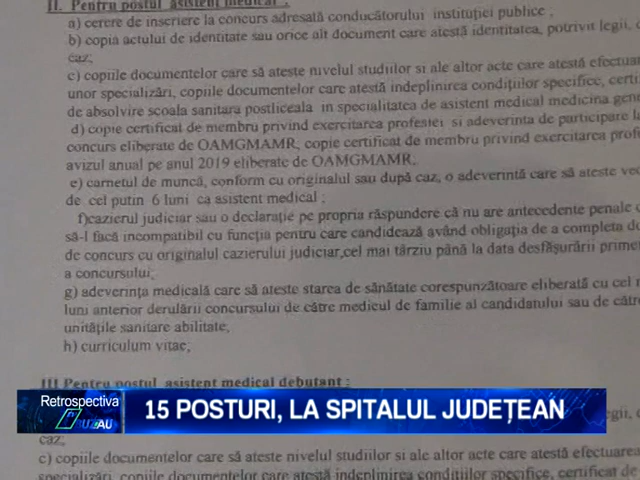 II. Pentru postul asistent medical :
a) cerere de inscriere la concurs adresată conducătorului instituției publice ;
b) copia actului de identitate sau orice alt document care atestă identitatea, potrivit legii,
caz;
c) copiile documentelor care să ateste nivelul studiilor si ale altor acte care atestă
unor specializări, copiile documentelor care atestă indeplinirea condițiilor specifice,
de absolvire scoala sanitara postliceala in specialitatea de asistent medical medicina
d) copie certificat de membru privind exercitarea profesiei si adeverinta de participare
concurs eliberate de OAMGMAMR, copie certificat de membru privind exercitarea
avizul anual pe anul 2019 eliberate de OAMGMAMR;
e) carnetul de muncă, conform cu originalul sau după caz, o adeverintă care să ateste
de cel putin 6 luni ca asistent medical ;
f)cazierul judiciar sau o declarație pe propria răspundere că nu are antecedente penale
să-l facă incompatibil cu funcția pentru care candidează având obligația de a completa
de concurs cu originalul cazierului judiciar,cel mai târziu până la data desfășurării
a concursului;
g) adeverința medicală care să ateste starea de sănătate corespunzătoare eliberată cu cel
luni anterior derulării concursului de către medicul de familie al candidatului sau de
unitățile sanitare abilitate;
h) curriculum vitae;
III Pentru postul asistent medical debutant :
Retrospectiva
BUZAU
15 POSTURI, LA SPITALUL JUDEȚEAN
caz;
c) copiile documentelor care să ateste nivelul studiilor si ale altor acte care atestă efectuarea
specializări, copiile documentelor care atestă indeplinirea condițiilor specifice, certificat de